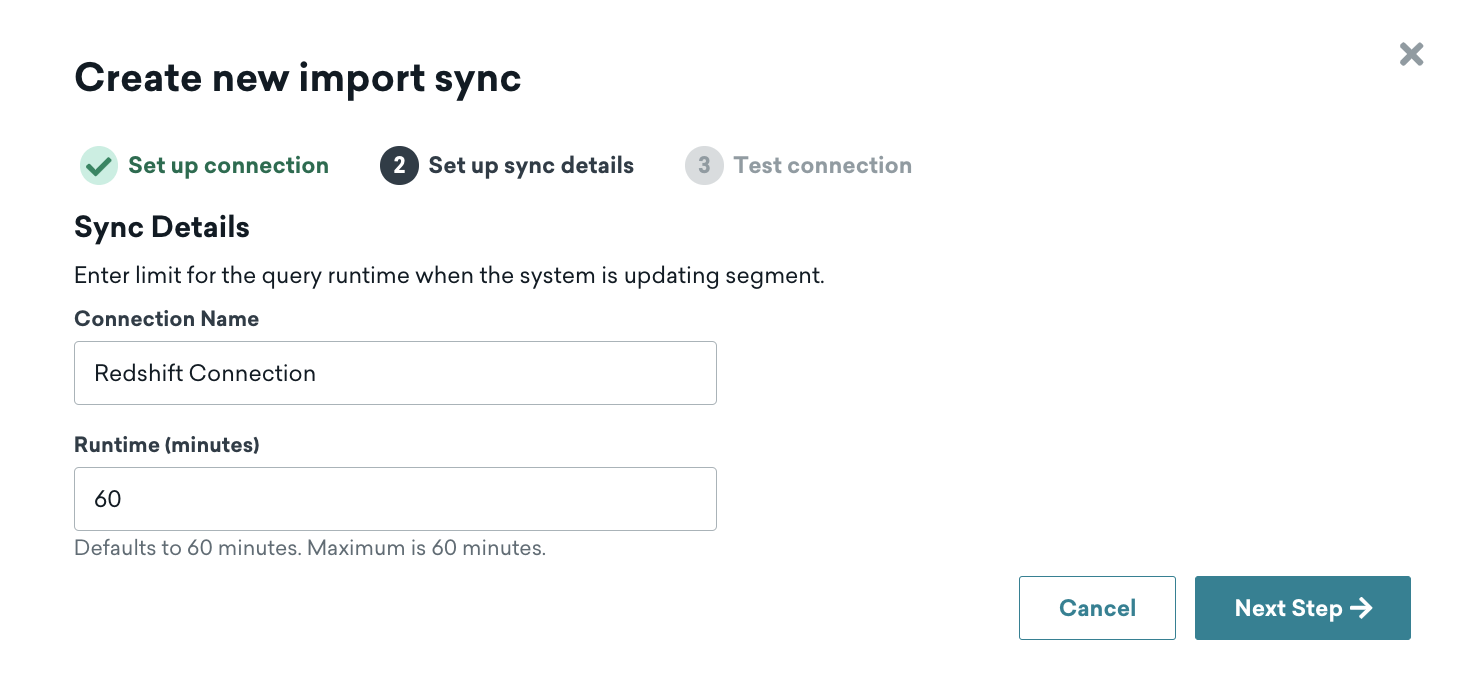 Create new import sync
Set up connection
2 Set up sync details
3 Test connection
Sync Details
Enter limit for the query runtime when the system is updating segment.
Connection Name
Redshift Connection
Runtime (minutes)
60
Defaults to 60 minutes. Maximum is 60 minutes.
Cancel
Next Step →